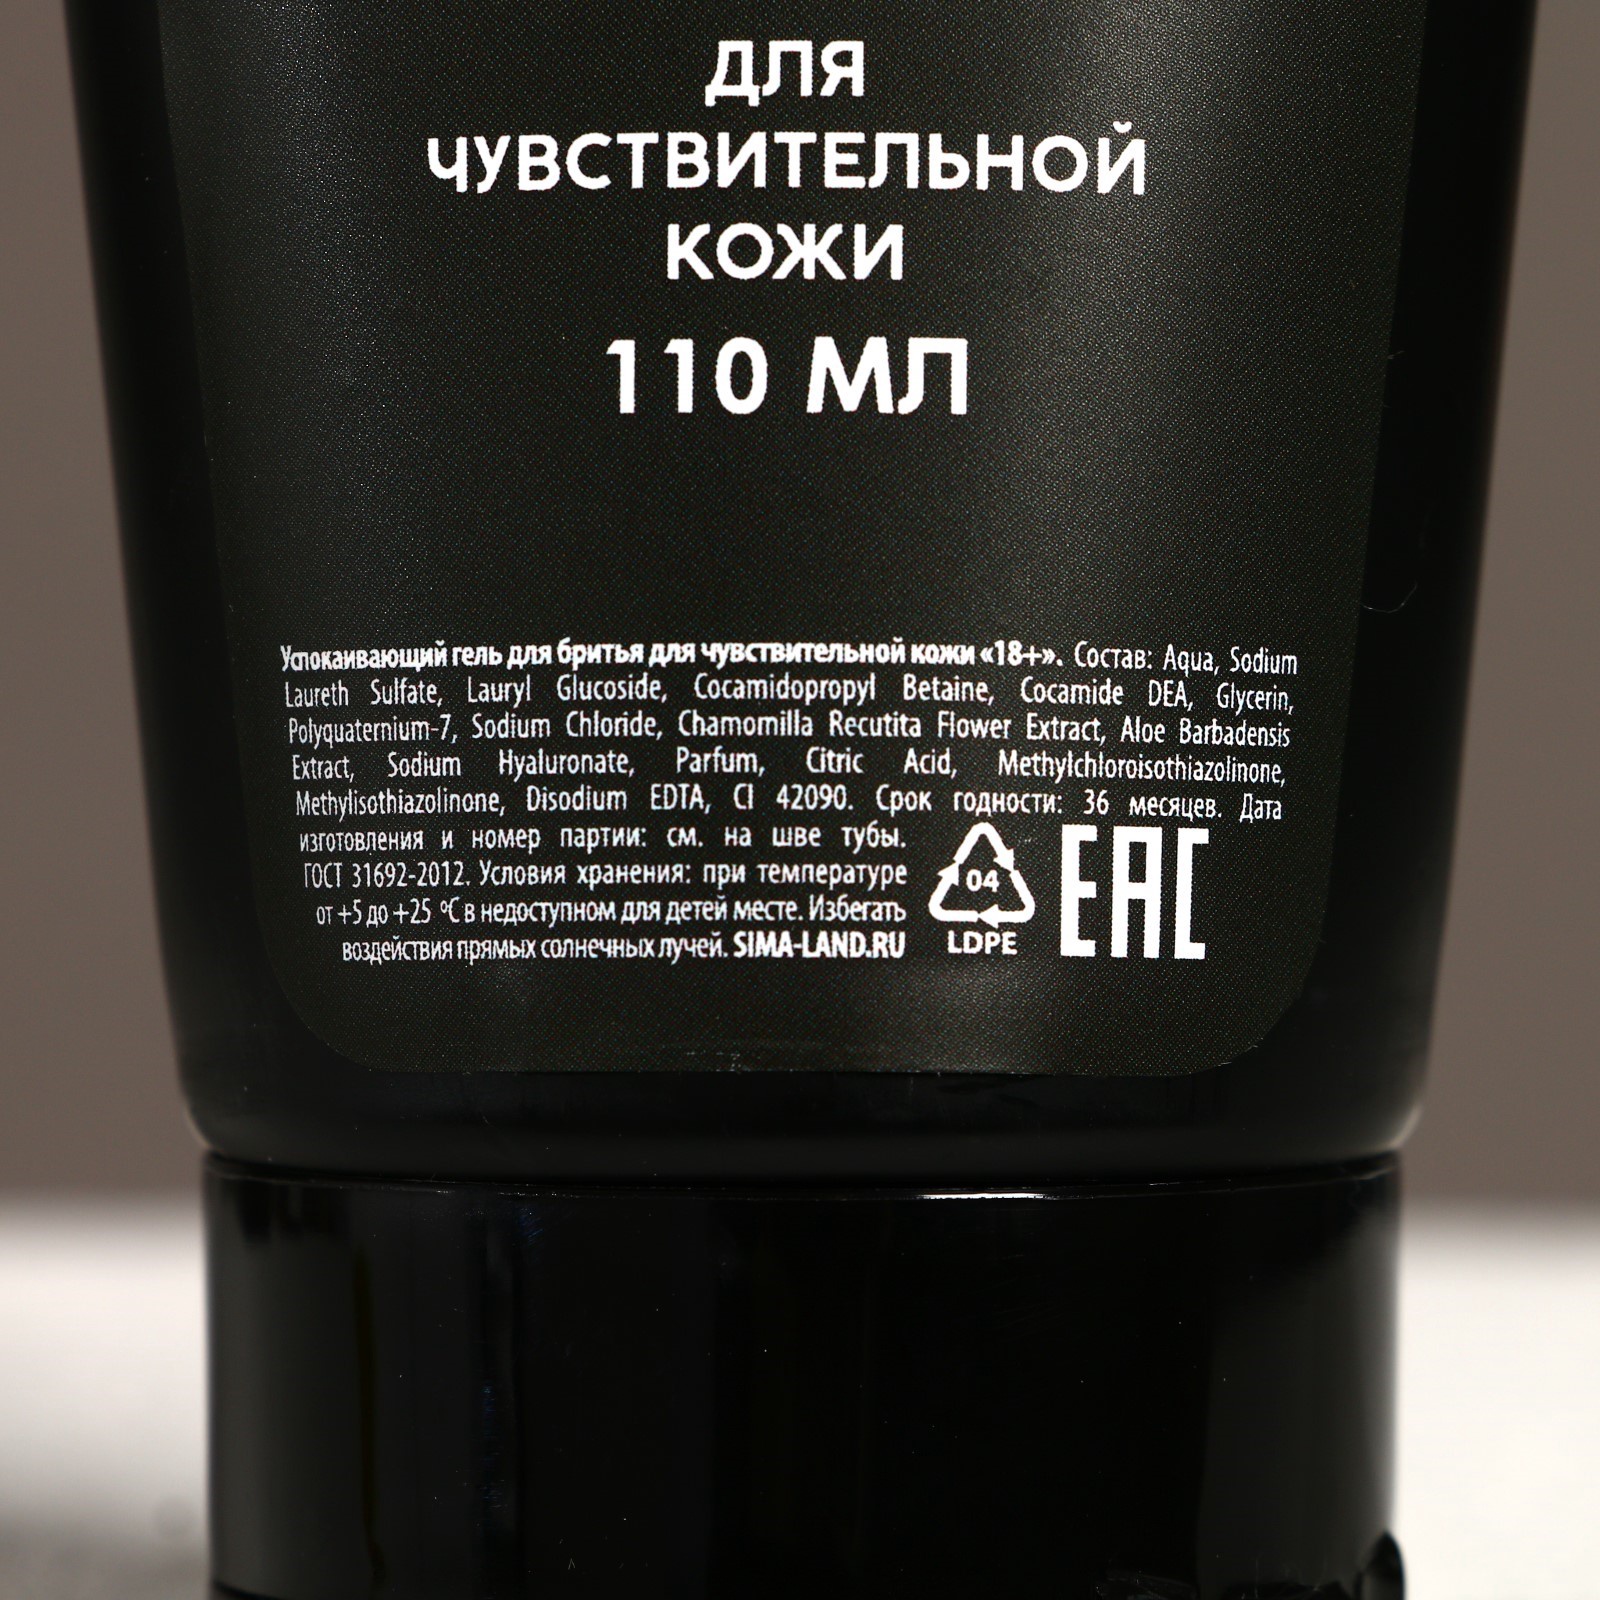 ДЛЯ
ЧУВСТВИТЕЛЬНОЙ
КОЖИ
110 МЛ
Успокаивающий гель для бритья для чувствительной кожи «18+». Состав: Aqua, Sodium
Laureth Sulfate, Lauryl Glucoside, Cocamidopropyl Betaine, Cocamide DEA, Glycerin,
Polyquaternium-7, Sodium Chloride, Chamomilla Recutita Flower Extract, Aloe Barbadensis
Extract, Sodium Hyaluronate, Parfum, Citric Acid, Methylchloroisothiazolinone,
Methylisothiazolinone, Disodium EDTA, CI 42090. Срок годности: 36 месяцев. Дата
изготовления и номер партии: см. на шве тубы.
ГОСТ 31692-2012. Условия хранения: при температуре
от +5 до +25 °С в недоступном для детей месте. Избегать
воздействия прямых солнечных лучей. SIMA-LAND.RU
04
LDPE
EAC